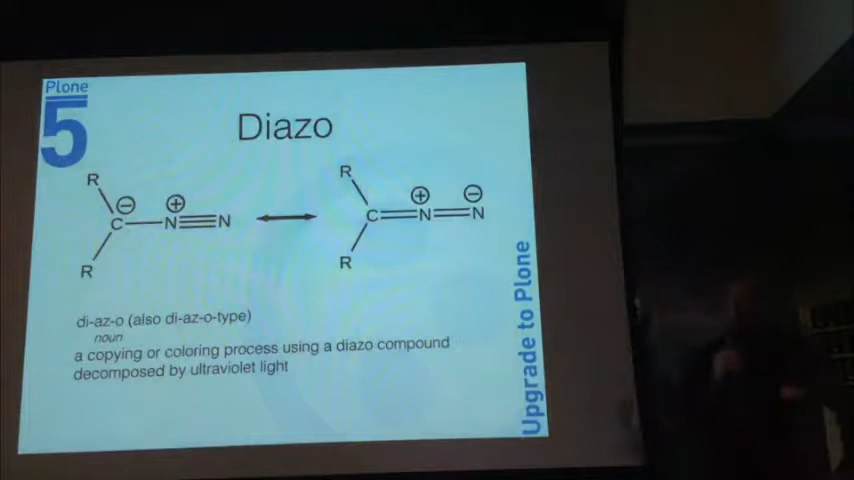 Plone
5
Diazo
R
R
C
N
N
R
R
C
N
N
di-az-o (also di-az-o-type)
noun
a copying or coloring process using a diazo compound
decomposed by ultraviolet light
Upgrade to Plone